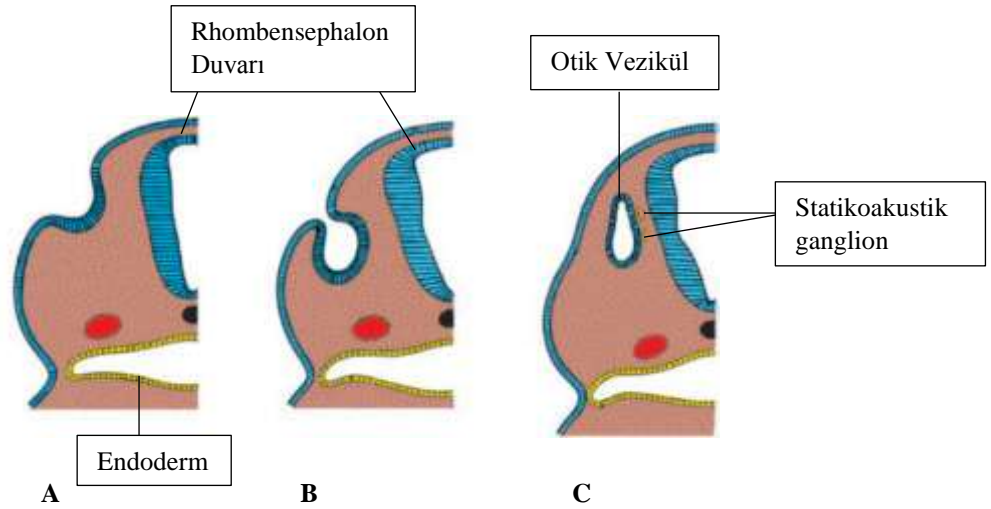 Rhombensephalon
Duvarı
Otik Vezikül
Statikoakustik
ganglion
Endoderm
A
B
C